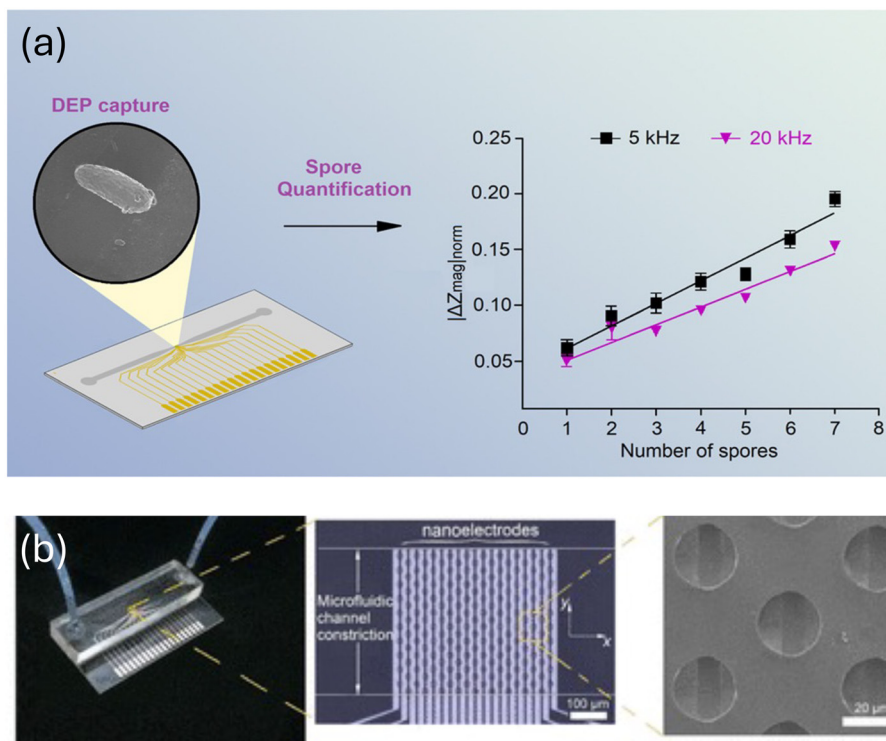 (a)
DEP capture
Spore
Quantification
5 kHz
20 kHz
|ΔZmag|norm
0.25
0.20
0.15
0.10
0.05
0 1 2 3 4 5 6 7 8
Number of spores
(b)
nanoelectrodes
Microfluidic
channel
constriction
y
x
100 µm
20 µm